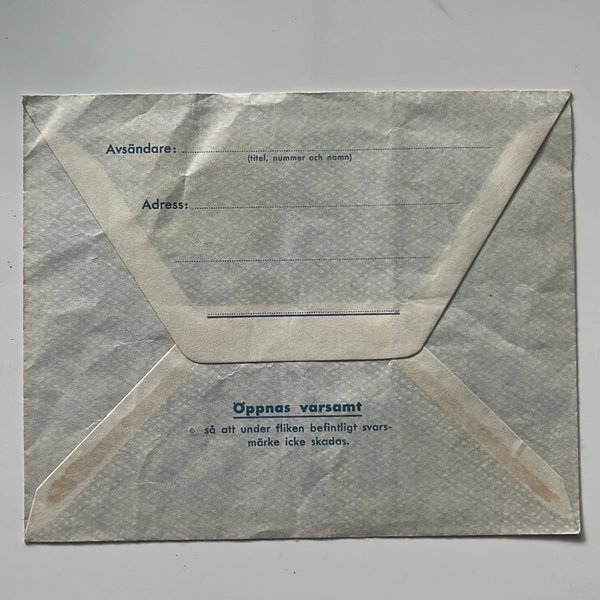 Avsändare:
(titel, nummer och namn)
Adress:
Öppnas varsamt
så att under fliken befintligt svars-
märke icke skadas.